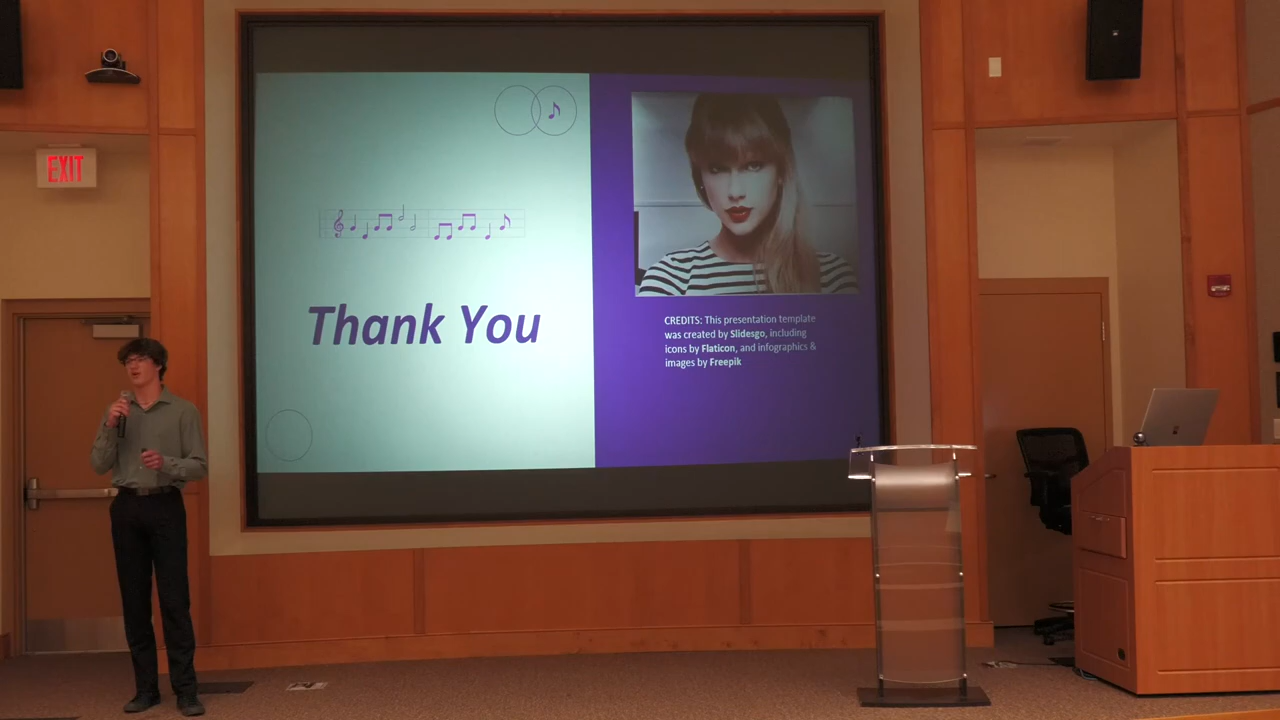 EXIT
Thank You
CREDITS: This presentation template
was created by Slidesgo, including
icons by Flaticon, and infographics &
images by Freepik